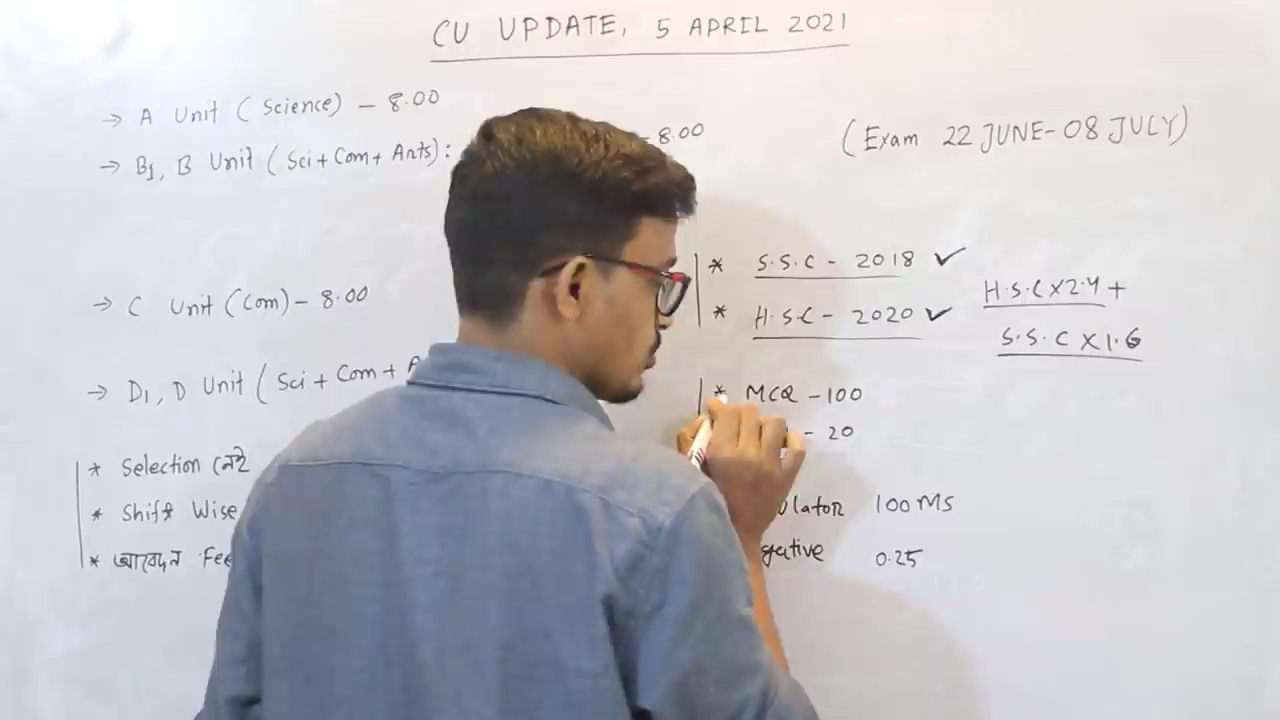 CU UPDATE, 5 APRIL 2021
→ A Unit (Science) - 8.00
→ B1, B Unit (Sci + Com + Arts): - 8.00
(Exam 22 JUNE - 08 JULY)
* S.S.C - 2018 ✓
* H.S.C - 2020 ✓
H.S.C X 2.4 +
S.S.C X 1.6
→ C Unit (Com) - 8.00
→ D1, D Unit (Sci + Com +
* MCQ - 100
- 20
* Selection নেই
* Shift Wise
* আবেদন Fee
100 Ms
0.25